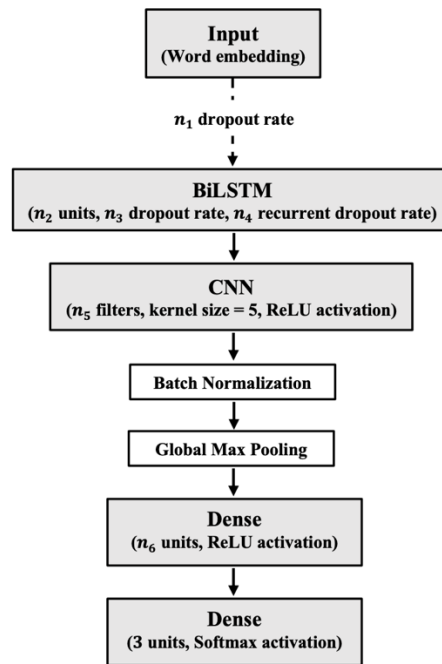 Input
(Word embedding)
n₁ dropout rate
BiLSTM
(n₂ units, n₃ dropout rate, n₄ recurrent dropout rate)
CNN
(n₅ filters, kernel size = 5, ReLU activation)
Batch Normalization
Global Max Pooling
Dense
(n₆ units, ReLU activation)
Dense
(3 units, Softmax activation)